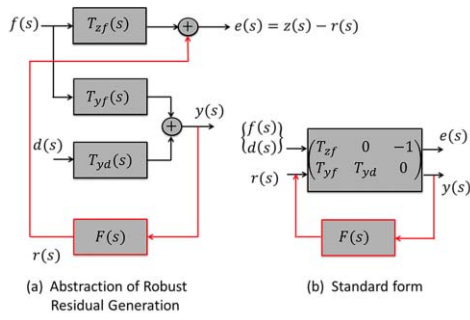 f(s)
T_zf(s)
+
e(s) = z(s) − r(s)
T_yf(s)
y(s)
+
d(s)
T_yd(s)
F(s)
r(s)
(a) Abstraction of Robust
Residual Generation
{f(s)
d(s)}
r(s)
(T_zf 0 −1
T_yf T_yd 0)
e(s)
y(s)
F(s)
(b) Standard form